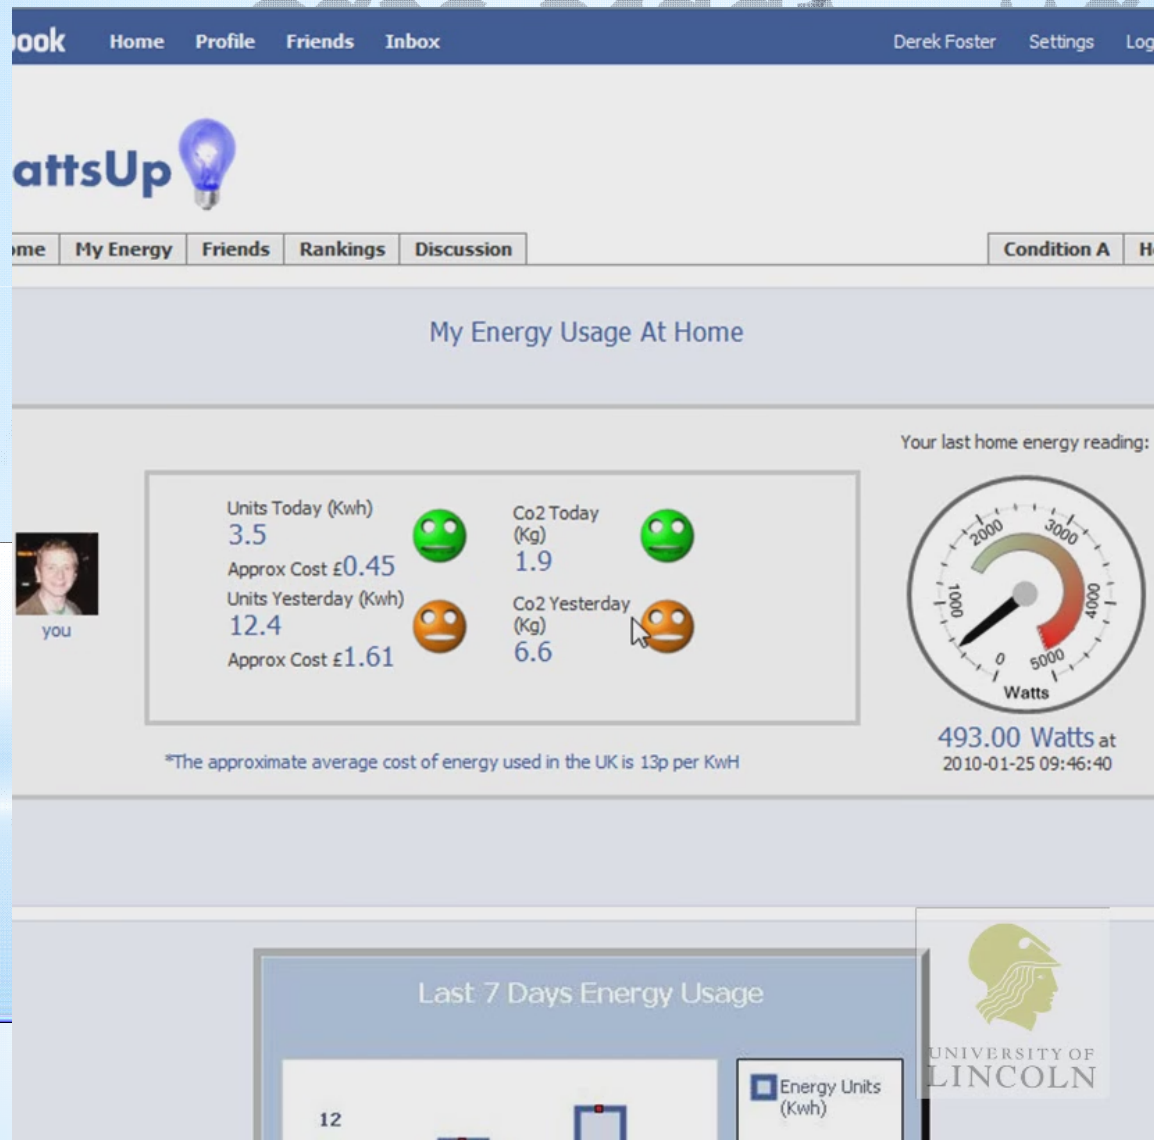 ook Home Profile Friends Inbox Derek Foster Settings Log
attsUp
ome My Energy Friends Rankings Discussion Condition A H
My Energy Usage At Home
Your last home energy reading:
Units Today (Kwh)
3.5
Approx Cost £0.45
Units Yesterday (Kwh)
12.4
Approx Cost £1.61
Co2 Today
(Kg)
1.9
Co2 Yesterday
(Kg)
6.6
you
0 1000 2000 3000 4000 5000
Watts
493.00 Watts at
2010-01-25 09:46:40
*The approximate average cost of energy used in the UK is 13p per KwH
Last 7 Days Energy Usage
Energy Units
(Kwh)
12
UNIVERSITY OF
LINCOLN